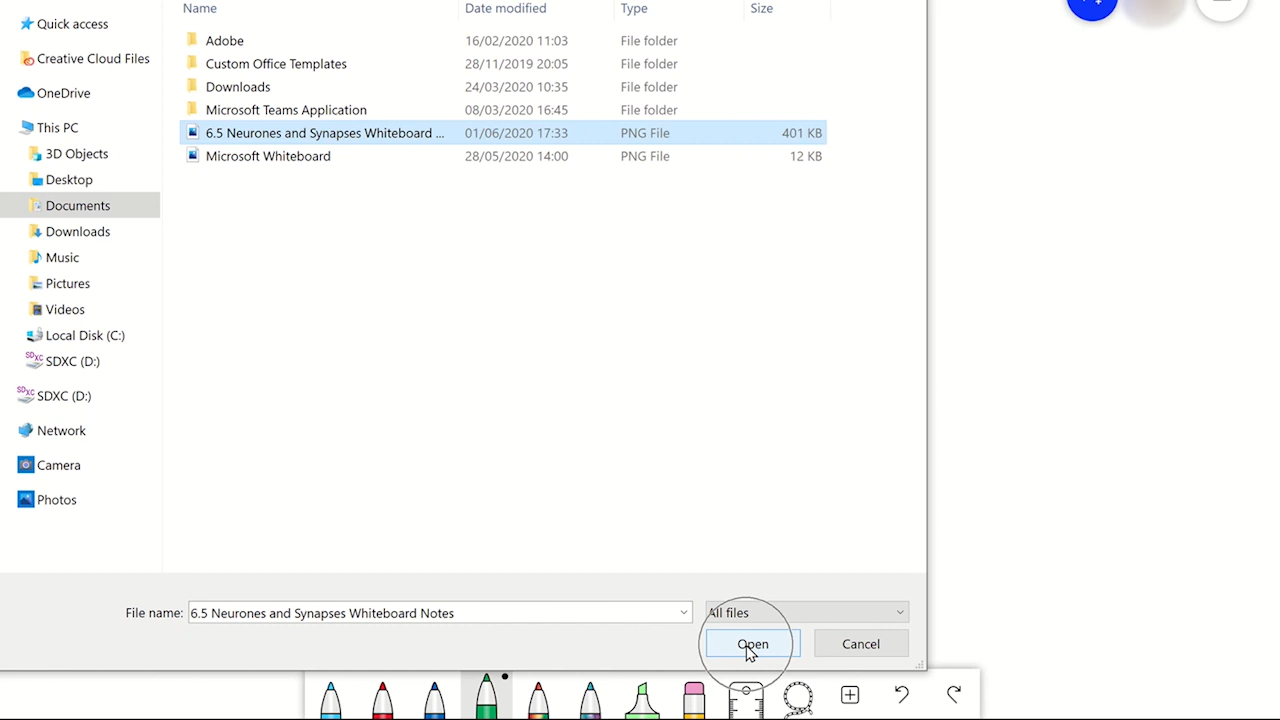 Name Date modified Type Size
Quick access
Creative Cloud Files
OneDrive
This PC
3D Objects
Desktop
Documents
Downloads
Music
Pictures
Videos
Local Disk (C:)
SDXC (D:)
SDXC (D:)
Network
Camera
Photos
Adobe 16/02/2020 11:03 File folder
Custom Office Templates 28/11/2019 20:05 File folder
Downloads 24/03/2020 10:35 File folder
Microsoft Teams Application 08/03/2020 16:45 File folder
6.5 Neurones and Synapses Whiteboard ... 01/06/2020 17:33 PNG File 401 KB
Microsoft Whiteboard 28/05/2020 14:00 PNG File 12 KB
File name: 6.5 Neurones and Synapses Whiteboard Notes All files
Open Cancel